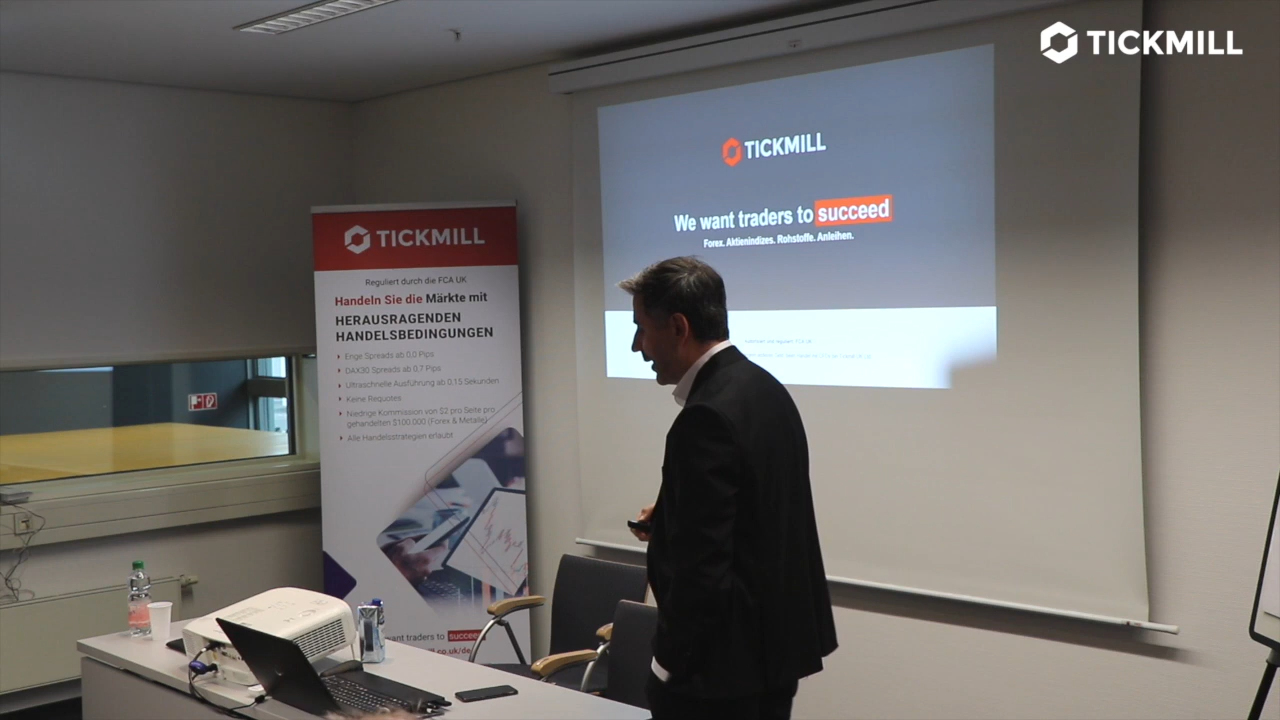 TICKMILL
TICKMILL
We want traders to succeed
Forex. Aktienindizes. Rohstoffe. Anleihen.
TICKMILL
Reguliert durch die FCA UK
Handeln Sie die Märkte mit
HERAUSRAGENDEN
HANDELSBEDINGUNGEN
Enge Spreads ab 0,0 Pips
DAX30 Spreads ab 0,7 Pips
Ultraschnelle Ausführung ab 0,15 Sekunden
Keine Requotes
Niedrige Kommission von $2 pro Seite pro
gehandelten $100.000 (Forex & Metalle)
Alle Handelsstrategien erlaubt
want traders to succeed
.co.uk/de